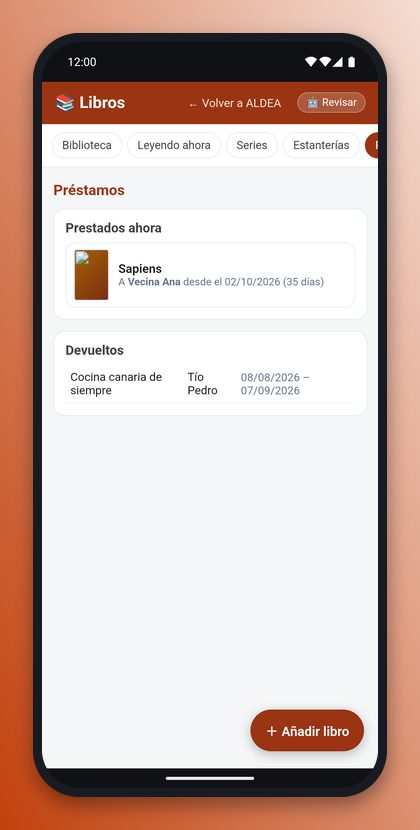 12:00
📚 Libros
← Volver a ALDEA
🤖 Revisar
Biblioteca
Leyendo ahora
Series
Estanterías
Préstamos
Prestados ahora
Sapiens
A Vecina Ana desde el 02/10/2026 (35 días)
Devueltos
Cocina canaria de
siempre
Tío
Pedro
08/08/2026 –
07/09/2026
+ Añadir libro